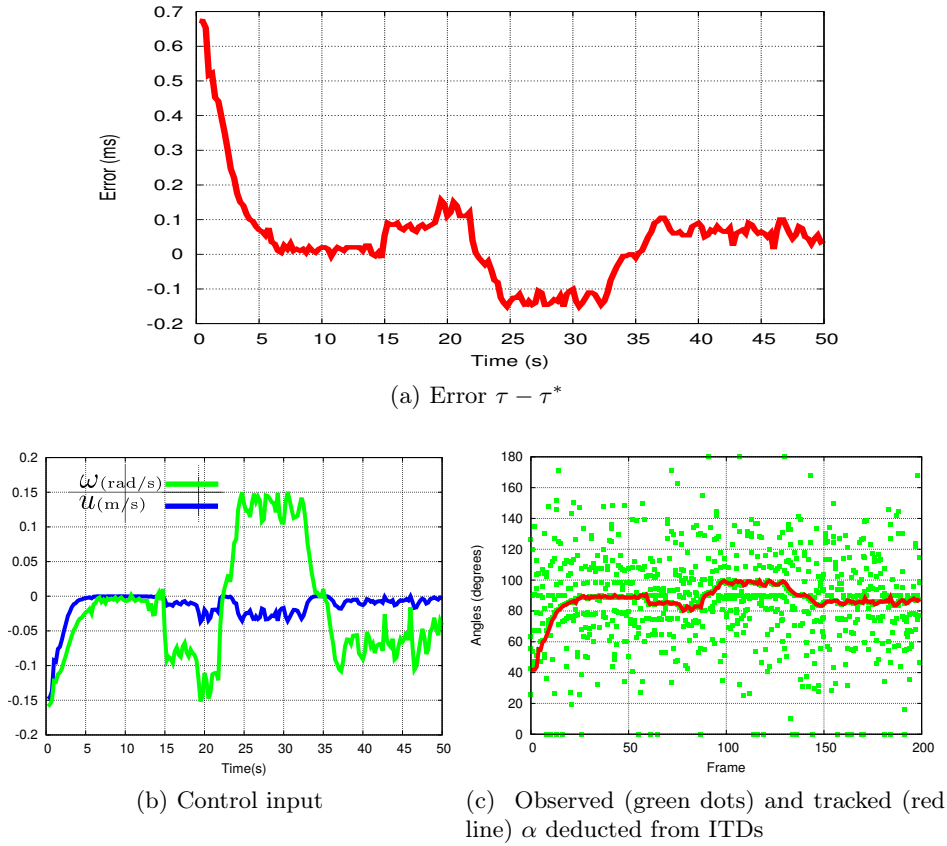 0.7
0.6
0.5
0.4
0.3
0.2
0.1
0
-0.1
-0.2
Error (ms)
0 5 10 15 20 25 30 35 40 45 50
Time (s)
(a) Error τ − τ*
0.2
0.15
0.1
0.05
0
-0.05
-0.1
-0.15
-0.2
ω(rad/s)
u(m/s)
0 5 10 15 20 25 30 35 40 45 50
Time(s)
(b) Control input
180
160
140
120
100
80
60
40
20
0
Angles (degrees)
0 50 100 150 200
Frame
(c) Observed (green dots) and tracked (red
line) α deducted from ITDs